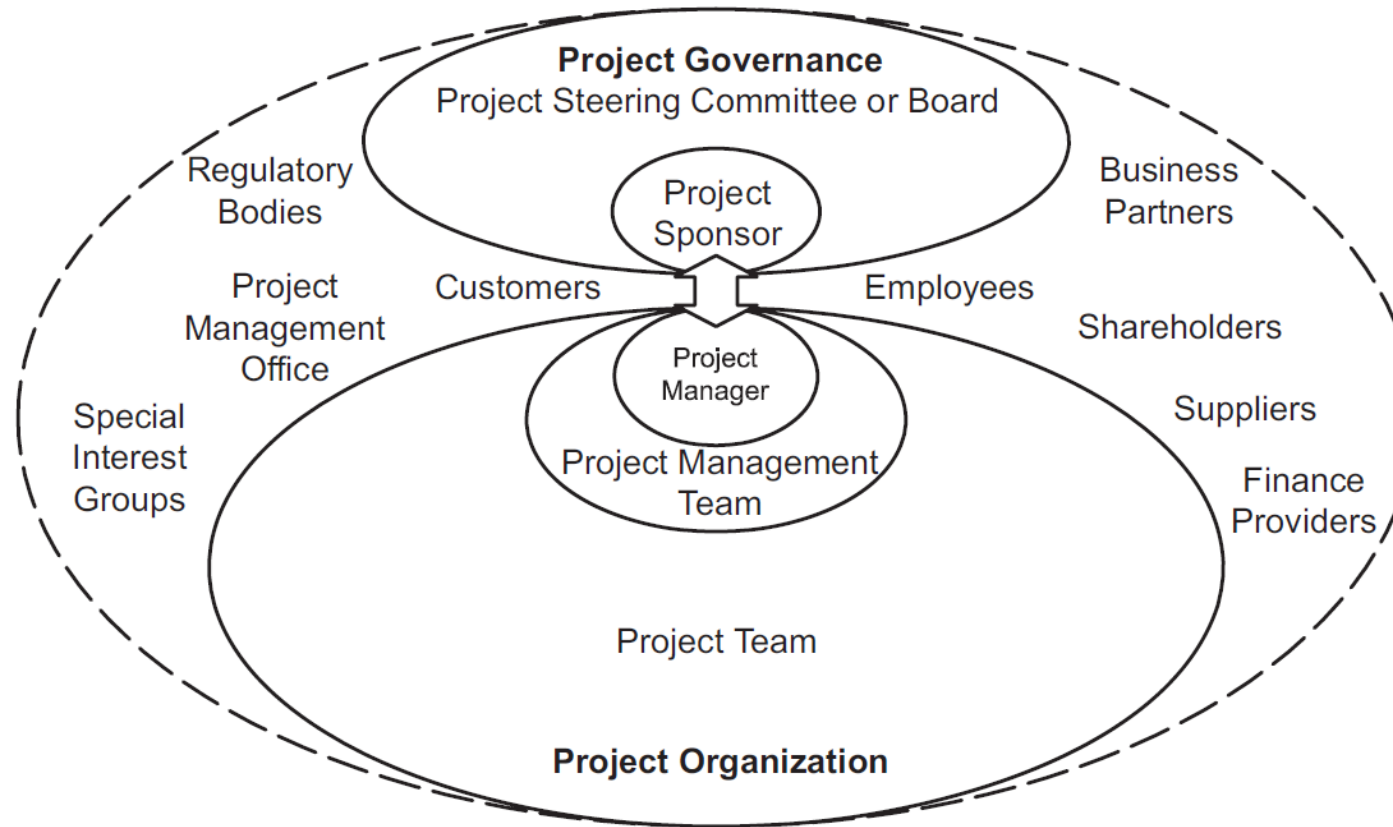 Project Governance
Project Steering Committee or Board
Regulatory
Bodies
Project
Sponsor
Business
Partners
Project
Management
Office
Customers
Employees
Shareholders
Project
Manager
Special
Interest
Groups
Suppliers
Project Management
Team
Finance
Providers
Project Team
Project Organization